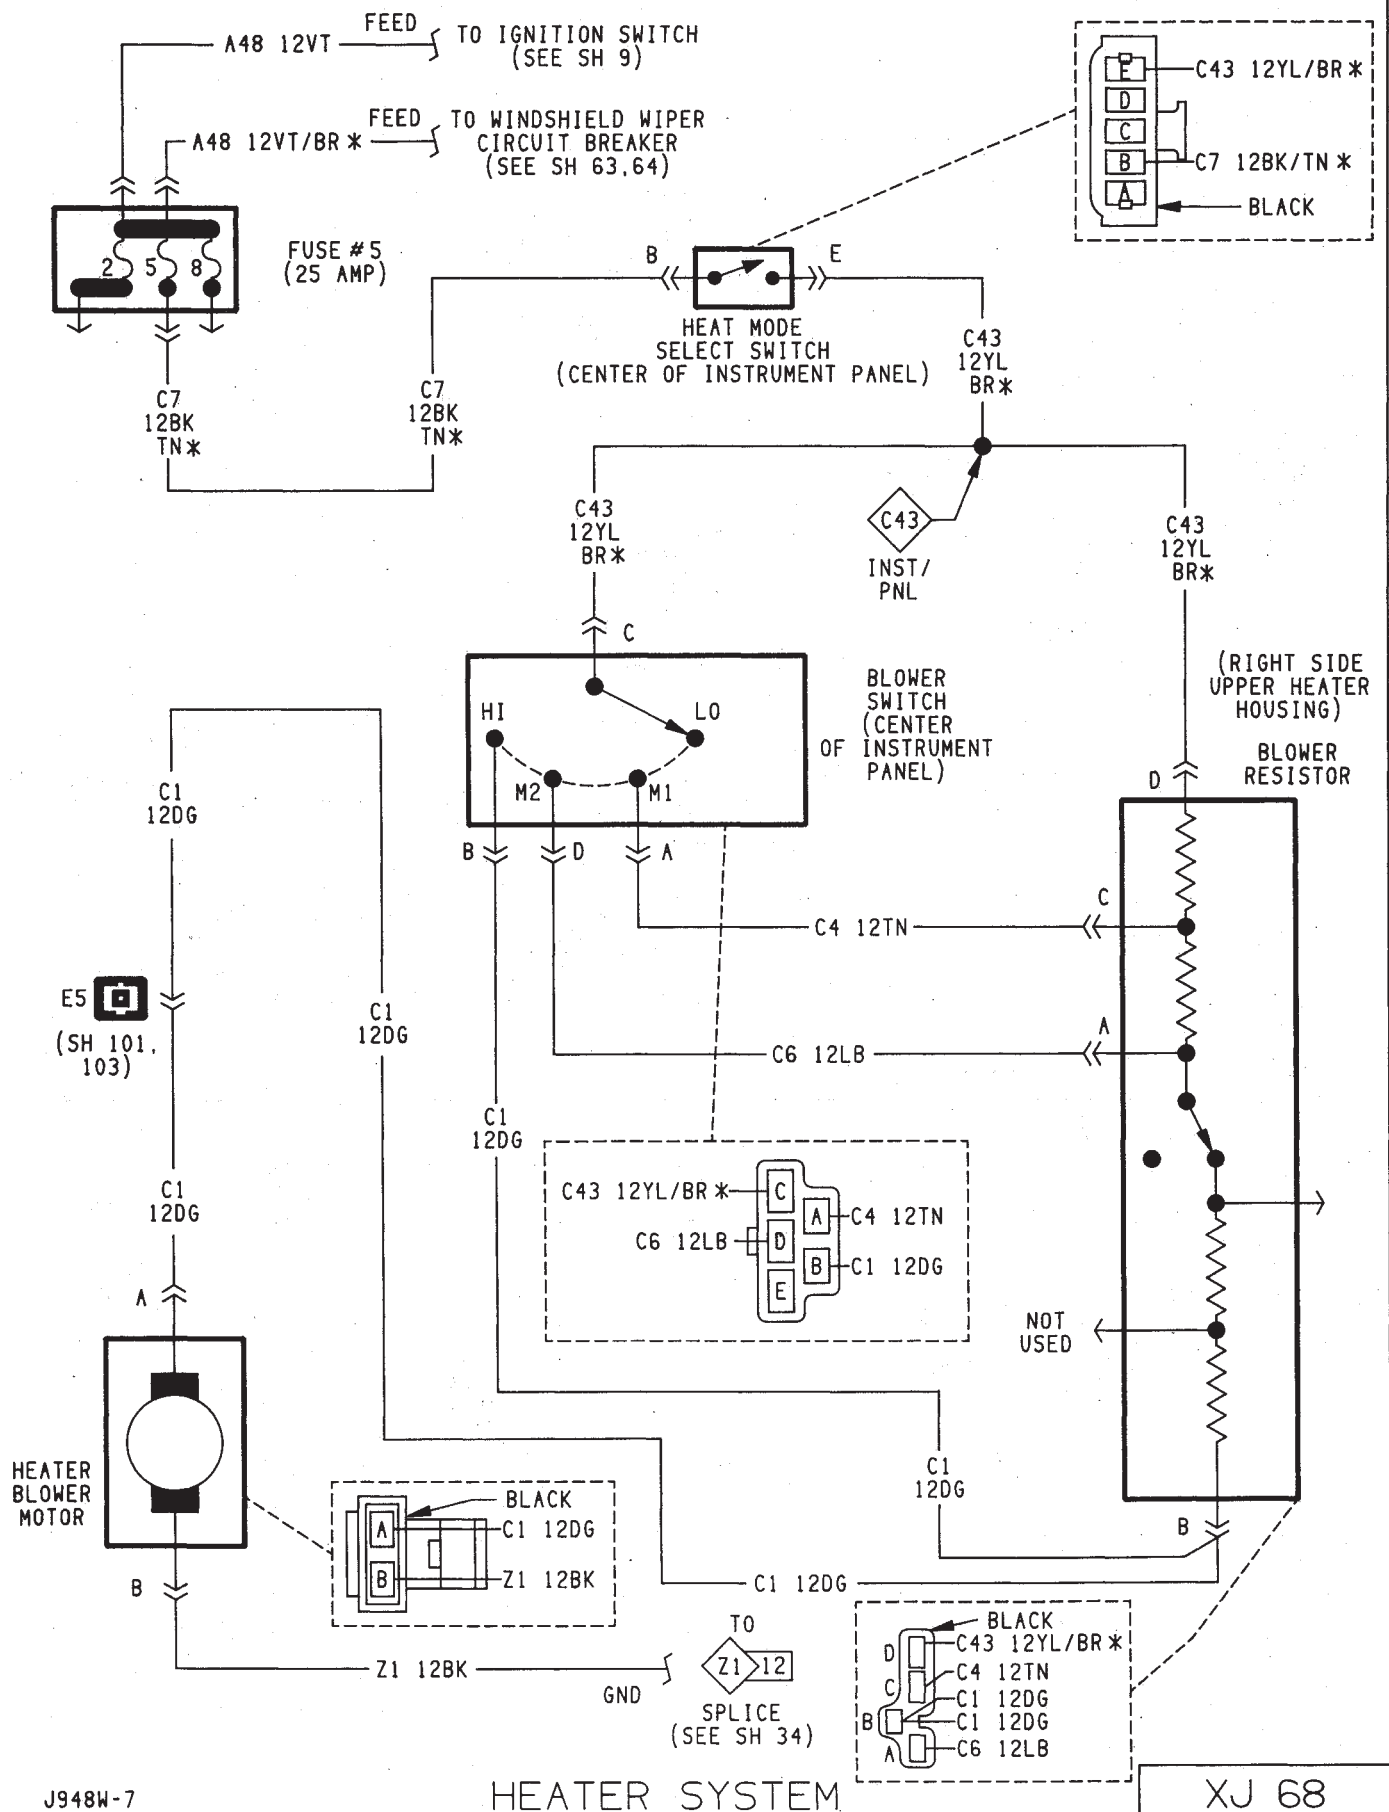 FEED
A48 12VT
TO IGNITION SWITCH
(SEE SH 9)
FEED
A48 12VT/BR*
TO WINDSHIELD WIPER
CIRCUIT BREAKER
(SEE SH 63,64)
2 5 8
FUSE #5
(25 AMP)
E
D
C
B
A
C43 12YL/BR*
C7 12BK/TN*
BLACK
B
E
HEAT MODE
SELECT SWITCH
(CENTER OF INSTRUMENT PANEL)
C7
12BK
TN*
C7
12BK
TN*
C43
12YL
BR*
C43
12YL
BR*
C43
INST/
PNL
C43
12YL
BR*
C
HI
LO
M2
M1
BLOWER
SWITCH
(CENTER
OF INSTRUMENT
PANEL)
B
D
A
(RIGHT SIDE
UPPER HEATER
HOUSING)
BLOWER
RESISTOR
D
C
C4 12TN
A
C6 12LB
C1
12DG
E5
(SH 101,
103)
C1
12DG
C1
12DG
C1
12DG
C43 12YL/BR*
C
A
C4 12TN
C6 12LB
D
B
C1 12DG
E
NOT
USED
A
HEATER
BLOWER
MOTOR
B
BLACK
A
C1 12DG
B
Z1 12BK
C1
12DG
B
C1 12DG
Z1 12BK
GND
TO
Z1 12
SPLICE
(SEE SH 34)
BLACK
D
C43 12YL/BR*
C
C4 12TN
C1 12DG
B
C1 12DG
A
C6 12LB
J948W-7
HEATER SYSTEM
XJ 68